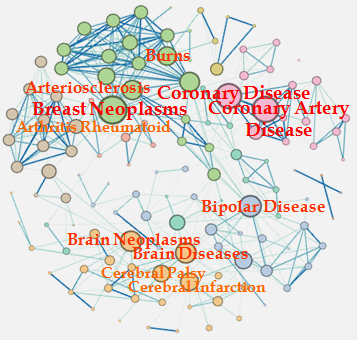 Burns
Arteriosclerosis
Coronary Disease
Breast Neoplasms
Coronary Artery
Disease
Arthritis Rheumatoid
Bipolar Disease
Brain Neoplasms
Brain Diseases
Cerebral Palsy
Cerebral Infarction